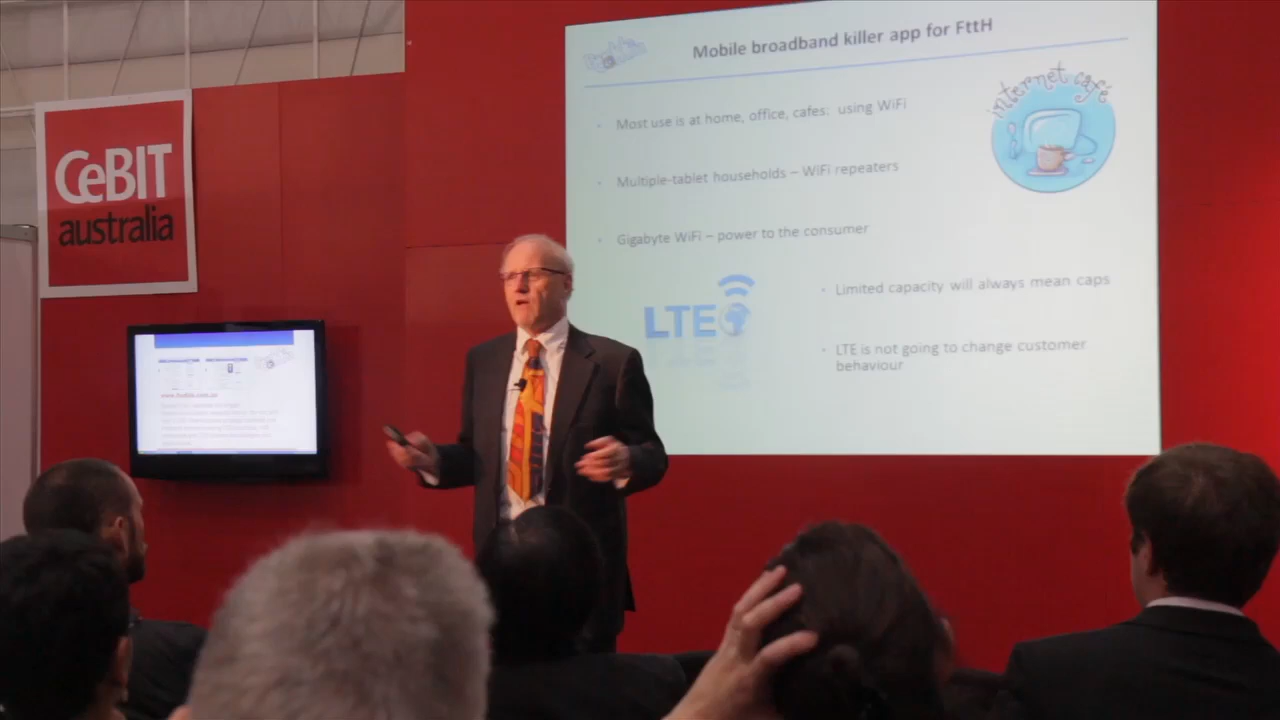 Mobile broadband killer app for FttH
internet café
Most use is at home, office, cafes: using WiFi
Multiple-tablet households – WiFi repeaters
Gigabyte WiFi – power to the consumer
LTE
Limited capacity will always mean caps
LTE is not going to change customer
behaviour
CeBIT
australia